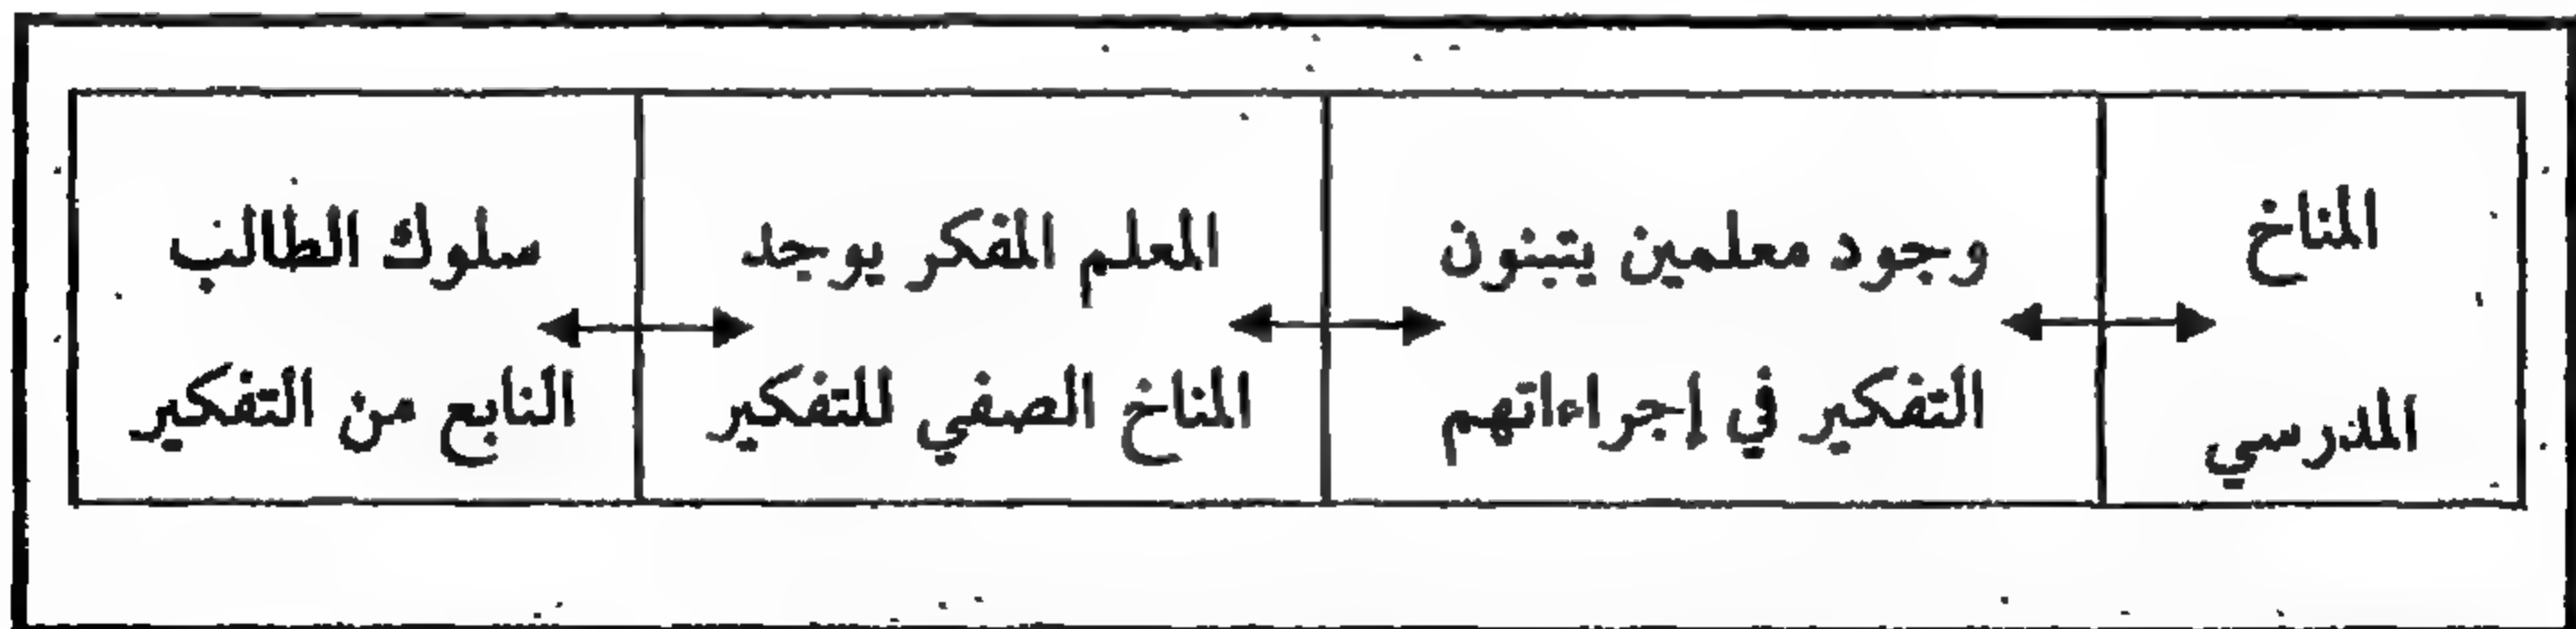 المناخ
المدرسي
وجود معلمين يتبنون
التفكير في إجراءاتهم
المعلم المفكر يوجد
المناخ الصفي للتفكير
سلوك الطالب
النابع من التفكير